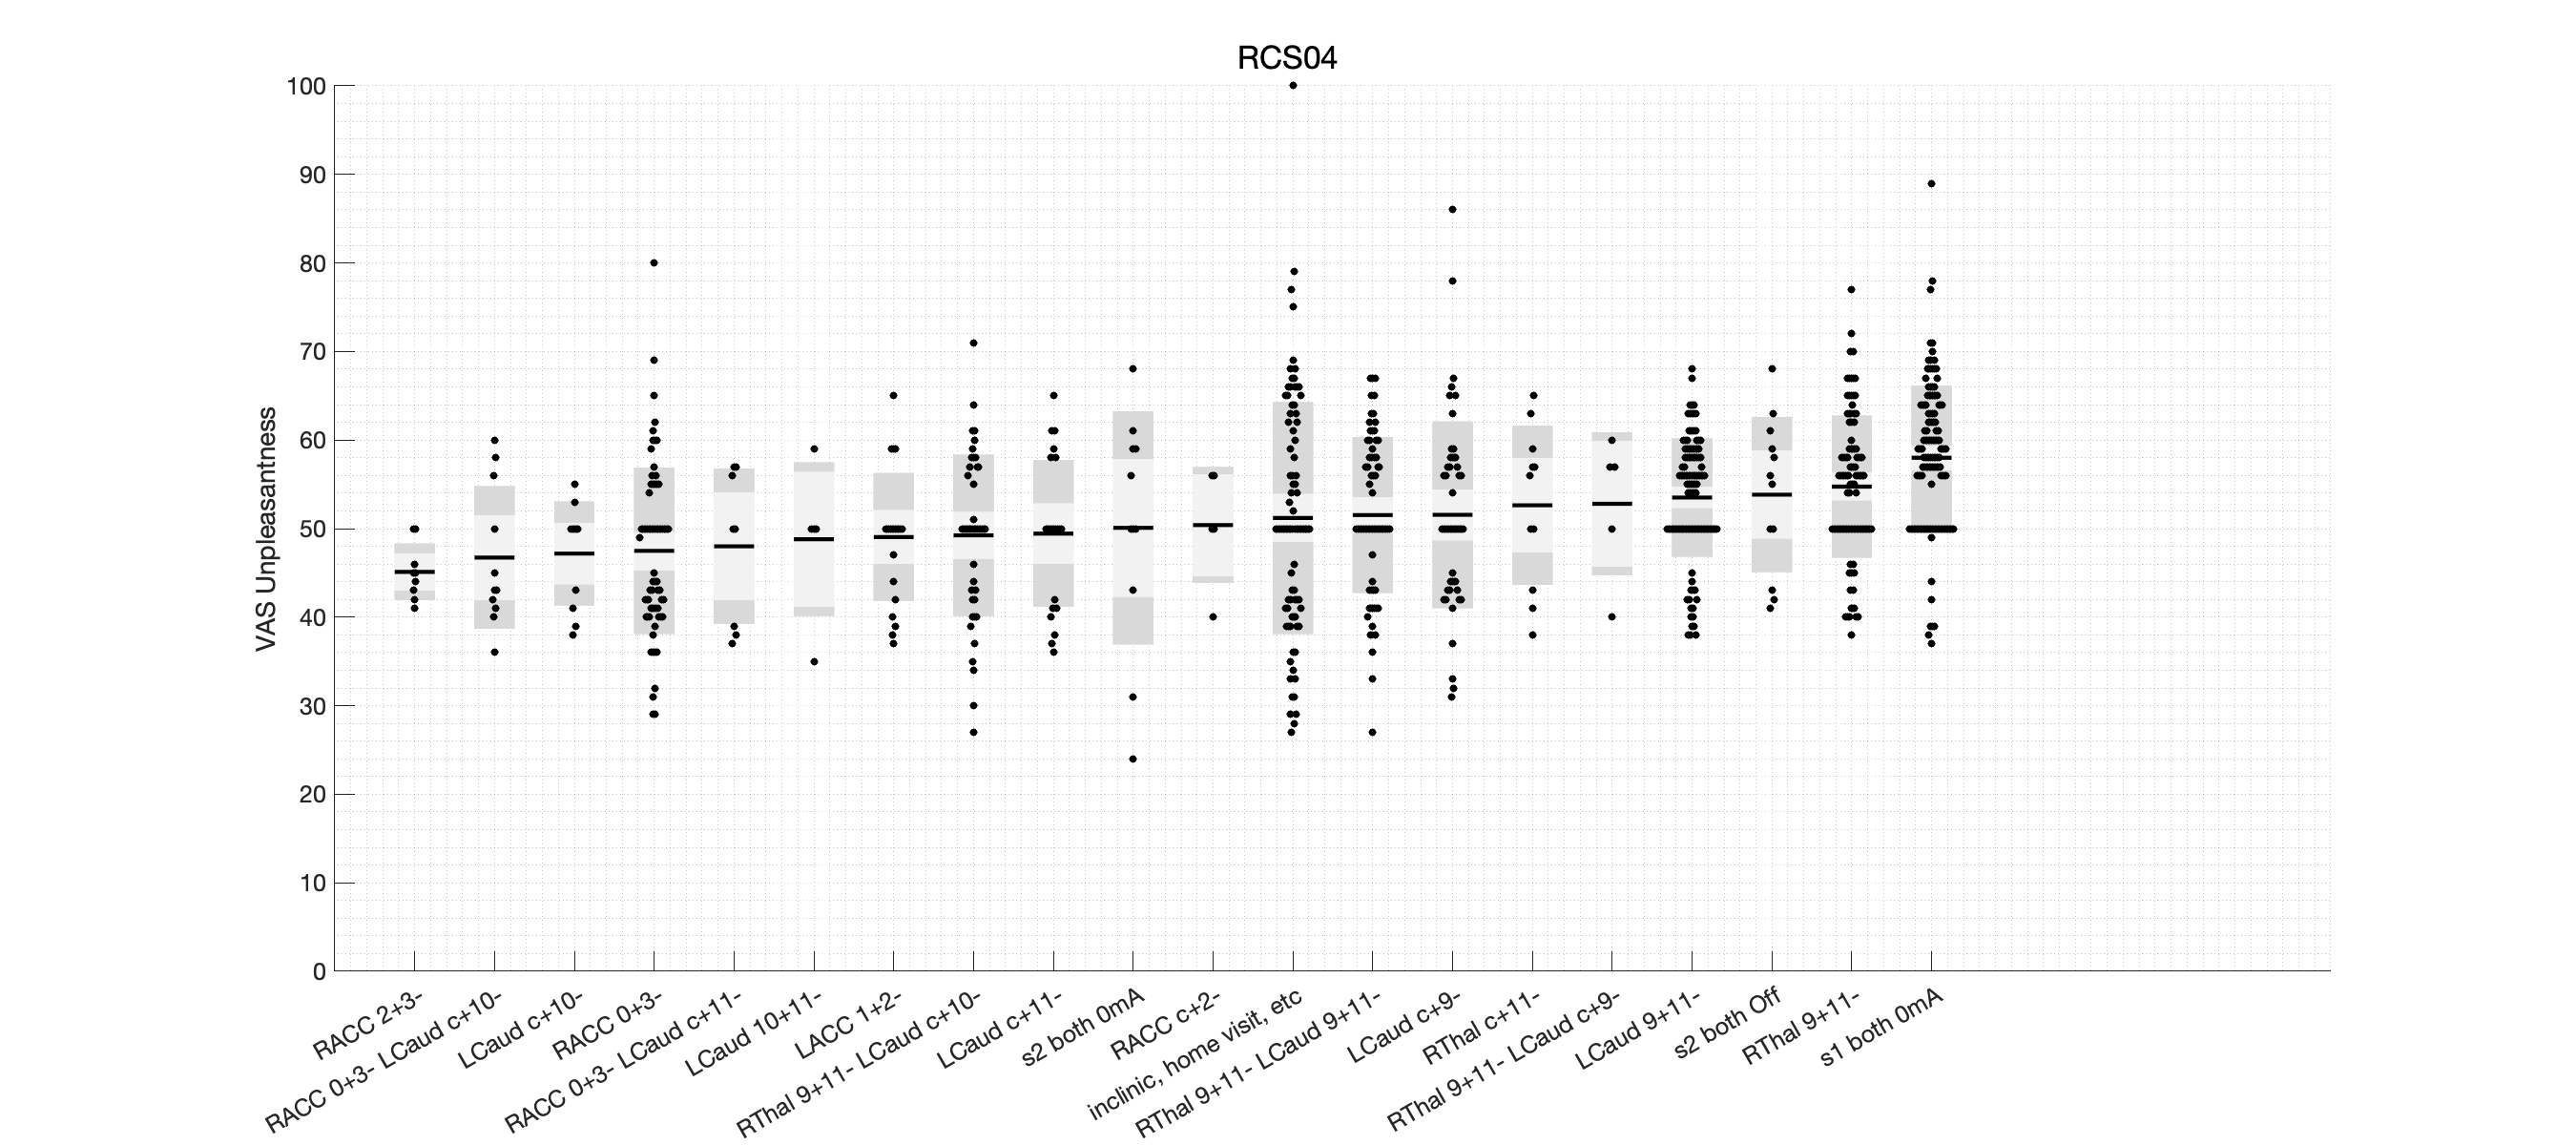 RCS04
100
90
80
70
60
50
40
30
20
10
0
VAS Unpleasantness
RACC 2+3-
RACC 0+3- LCaud c+10-
LCaud c+10-
RACC 0+3-
RACC 0+3- LCaud c+11-
LCaud 10+11-
LACC 1+2-
RThal 9+11- LCaud c+10-
LCaud c+11-
s2 both 0mA
RACC c+2-
inclinic, home visit, etc
RThal 9+11- LCaud 9+11-
LCaud c+9-
RThal c+11-
RThal 9+11- LCaud c+9-
LCaud 9+11-
s2 both Off
RThal 9+11-
s1 both 0mA